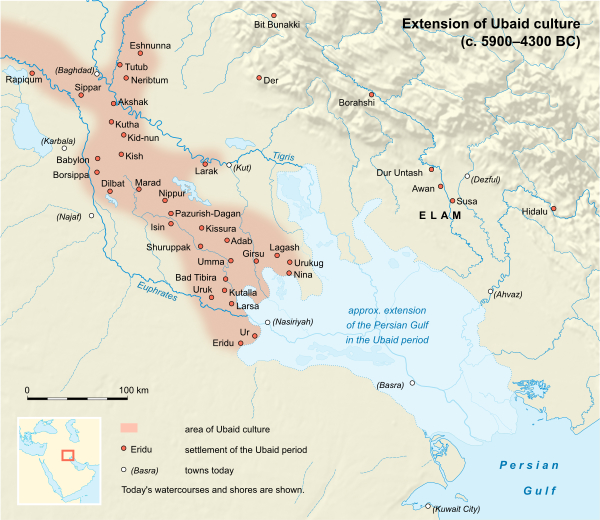 Extension of Ubaid culture
(c. 5900–4300 BC)
Bit Bunakki
Eshnunna
Tutub
(Baghdad)
Rapiqum
Neribtum
Der
Sippar
Akshak
Borahshi
Kutha
Kid-nun
(Karbala)
Kish
Tigris
Babylon
Larak
(Kut)
Borsippa
Dur Untash
(Dezful)
Dilbat
Marad
Awan
Nippur
Susa
(Najaf)
Pazurish-Dagan
ELAM
Hidalu
Isin
Kissura
Adab
Shuruppak
Lagash
Girsu
Umma
Urukug
Nina
Bad Tibira
Euphrates
Uruk
Kutalla
(Ahvaz)
Larsa
approx. extension
of the Persian Gulf
in the Ubaid period
(Nasiriyah)
Ur
Eridu
(Basra)
0
100 km
area of Ubaid culture
Eridu
settlement of the Ubaid period
(Basra)
towns today
Today's watercourses and shores are shown.
Persian
Gulf
(Kuwait City)